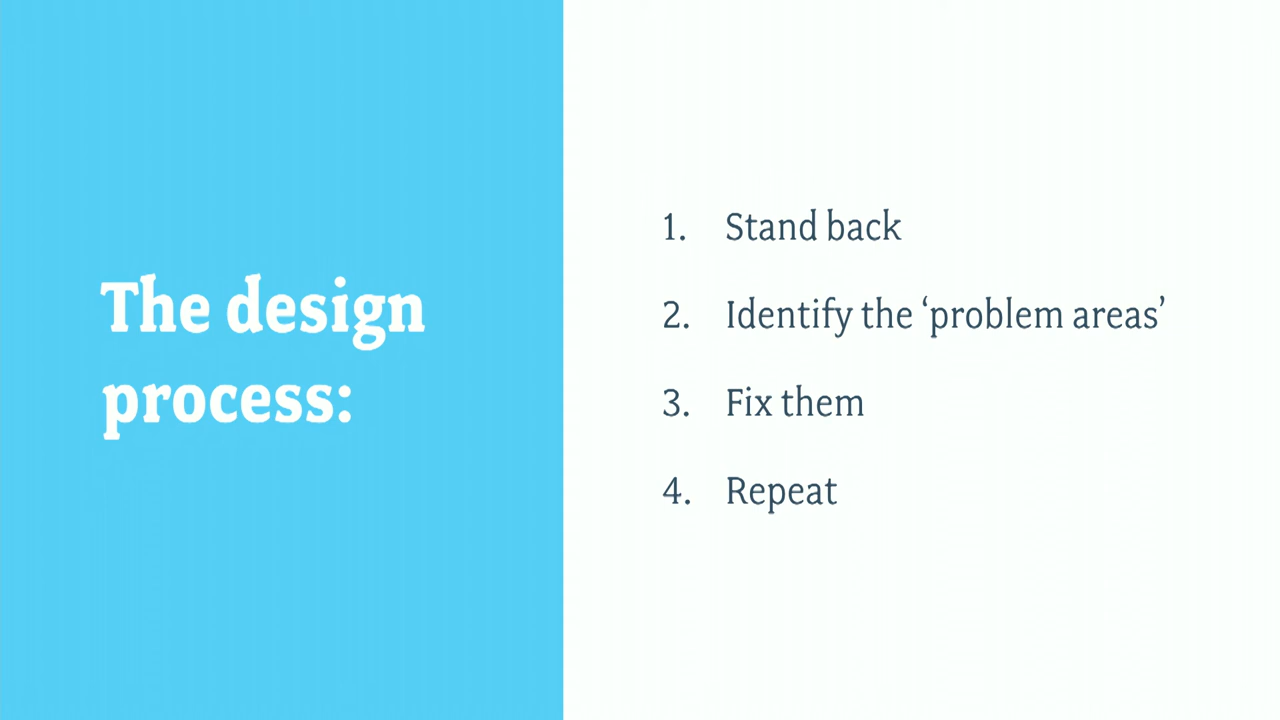 The design
process:
1. Stand back
2. Identify the ‘problem areas’
3. Fix them
4. Repeat